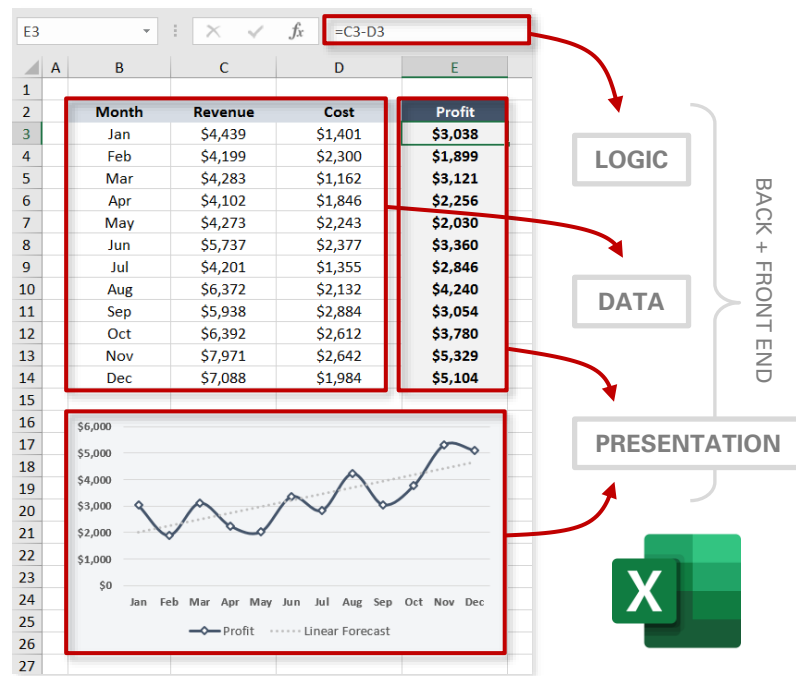 E3 fx =C3-D3
A B C D E
1
2 Month Revenue Cost Profit
3 Jan $4,439 $1,401 $3,038
4 Feb $4,199 $2,300 $1,899
5 Mar $4,283 $1,162 $3,121
6 Apr $4,102 $1,846 $2,256
7 May $4,273 $2,243 $2,030
8 Jun $5,737 $2,377 $3,360
9 Jul $4,201 $1,355 $2,846
10 Aug $6,372 $2,132 $4,240
11 Sep $5,938 $2,884 $3,054
12 Oct $6,392 $2,612 $3,780
13 Nov $7,971 $2,642 $5,329
14 Dec $7,088 $1,984 $5,104
15
16
17
18
19
20
21
22
23
24
25
26
27
$6,000
$5,000
$4,000
$3,000
$2,000
$1,000
$0
Jan Feb Mar Apr May Jun Jul Aug Sep Oct Nov Dec
Profit Linear Forecast
LOGIC
DATA
PRESENTATION
BACK + FRONT END
X